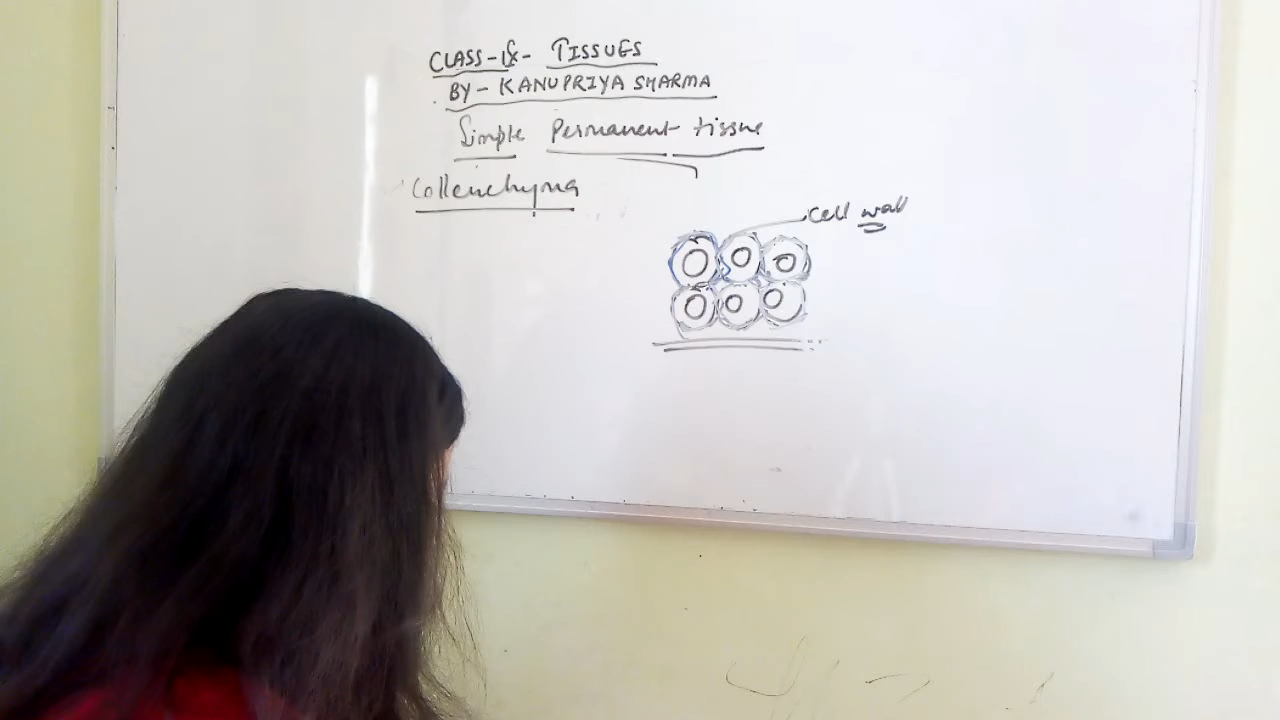 CLASS-IX- TISSUES
BY- KANUPRIYA SHARMA
Simple Permanent tissue
Collenchyma
Cell wall